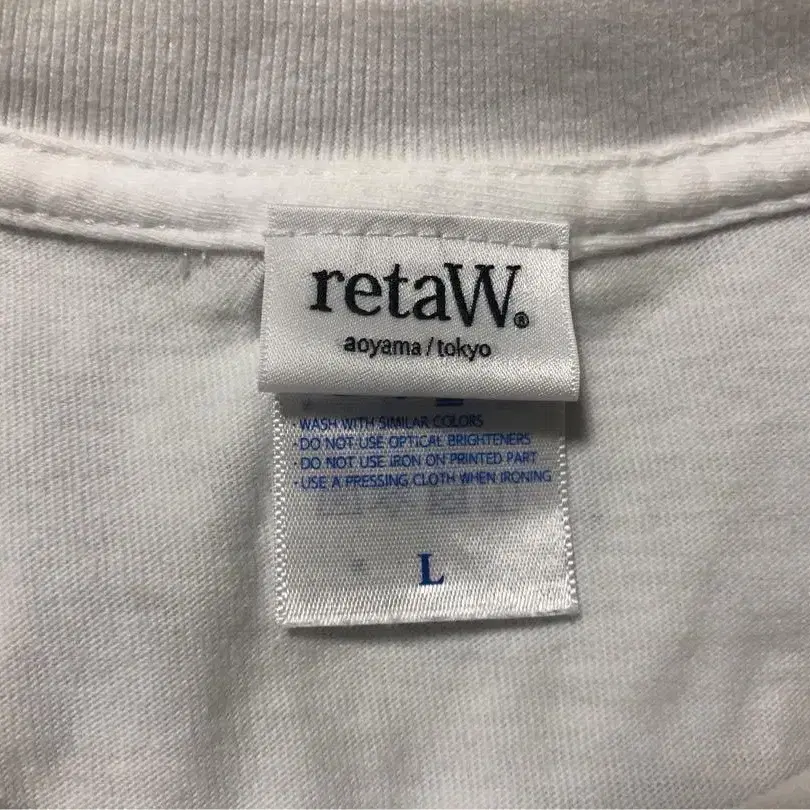 retaW®
aoyama / tokyo
·WASH WITH SIMILAR COLORS
·DO NOT USE OPTICAL BRIGHTENERS
·DO NOT USE IRON ON PRINTED PART
·USE A PRESSING CLOTH WHEN IRONING
L